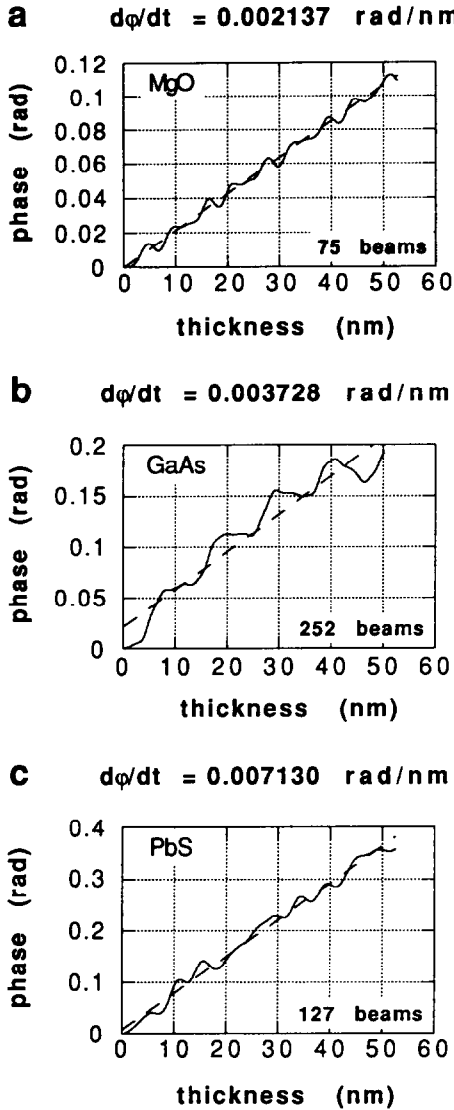 a dφ/dt = 0.002137 rad/nm
0.12
MgO
0.1
0.08
0.06
0.04
0.02
0
75 beams
0 10 20 30 40 50 60
phase (rad)
thickness (nm)
b dφ/dt = 0.003728 rad/nm
0.2
GaAs
0.15
0.1
0.05
0
252 beams
0 10 20 30 40 50 60
phase (rad)
thickness (nm)
c dφ/dt = 0.007130 rad/nm
0.4
PbS
0.3
0.2
0.1
0
127 beams
0 10 20 30 40 50 60
phase (rad)
thickness (nm)